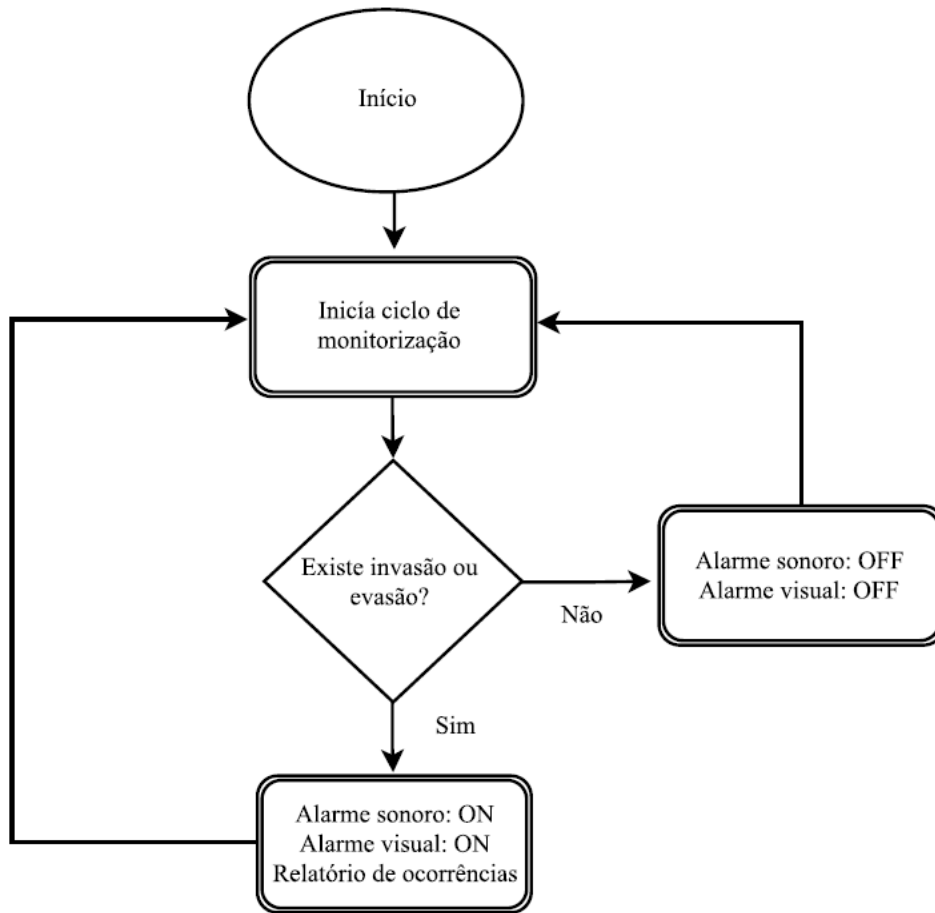 Início
Inicía ciclo de
monitorização
Existe invasão ou
evasão?
Não
Alarme sonoro: OFF
Alarme visual: OFF
Sim
Alarme sonoro: ON
Alarme visual: ON
Relatório de ocorrências